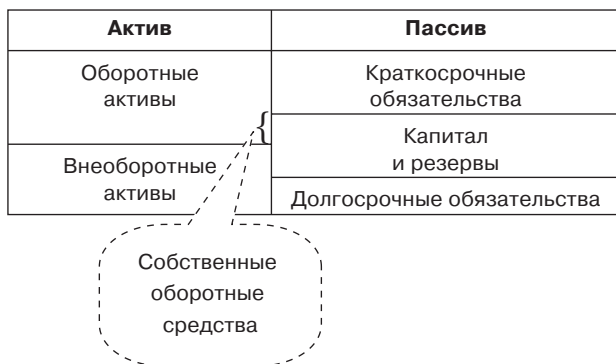 Актив
Пассив
Оборотные
активы
Краткосрочные
обязательства
{
Капитал
и резервы
Внеоборотные
активы
Долгосрочные обязательства
Собственные
оборотные
средства